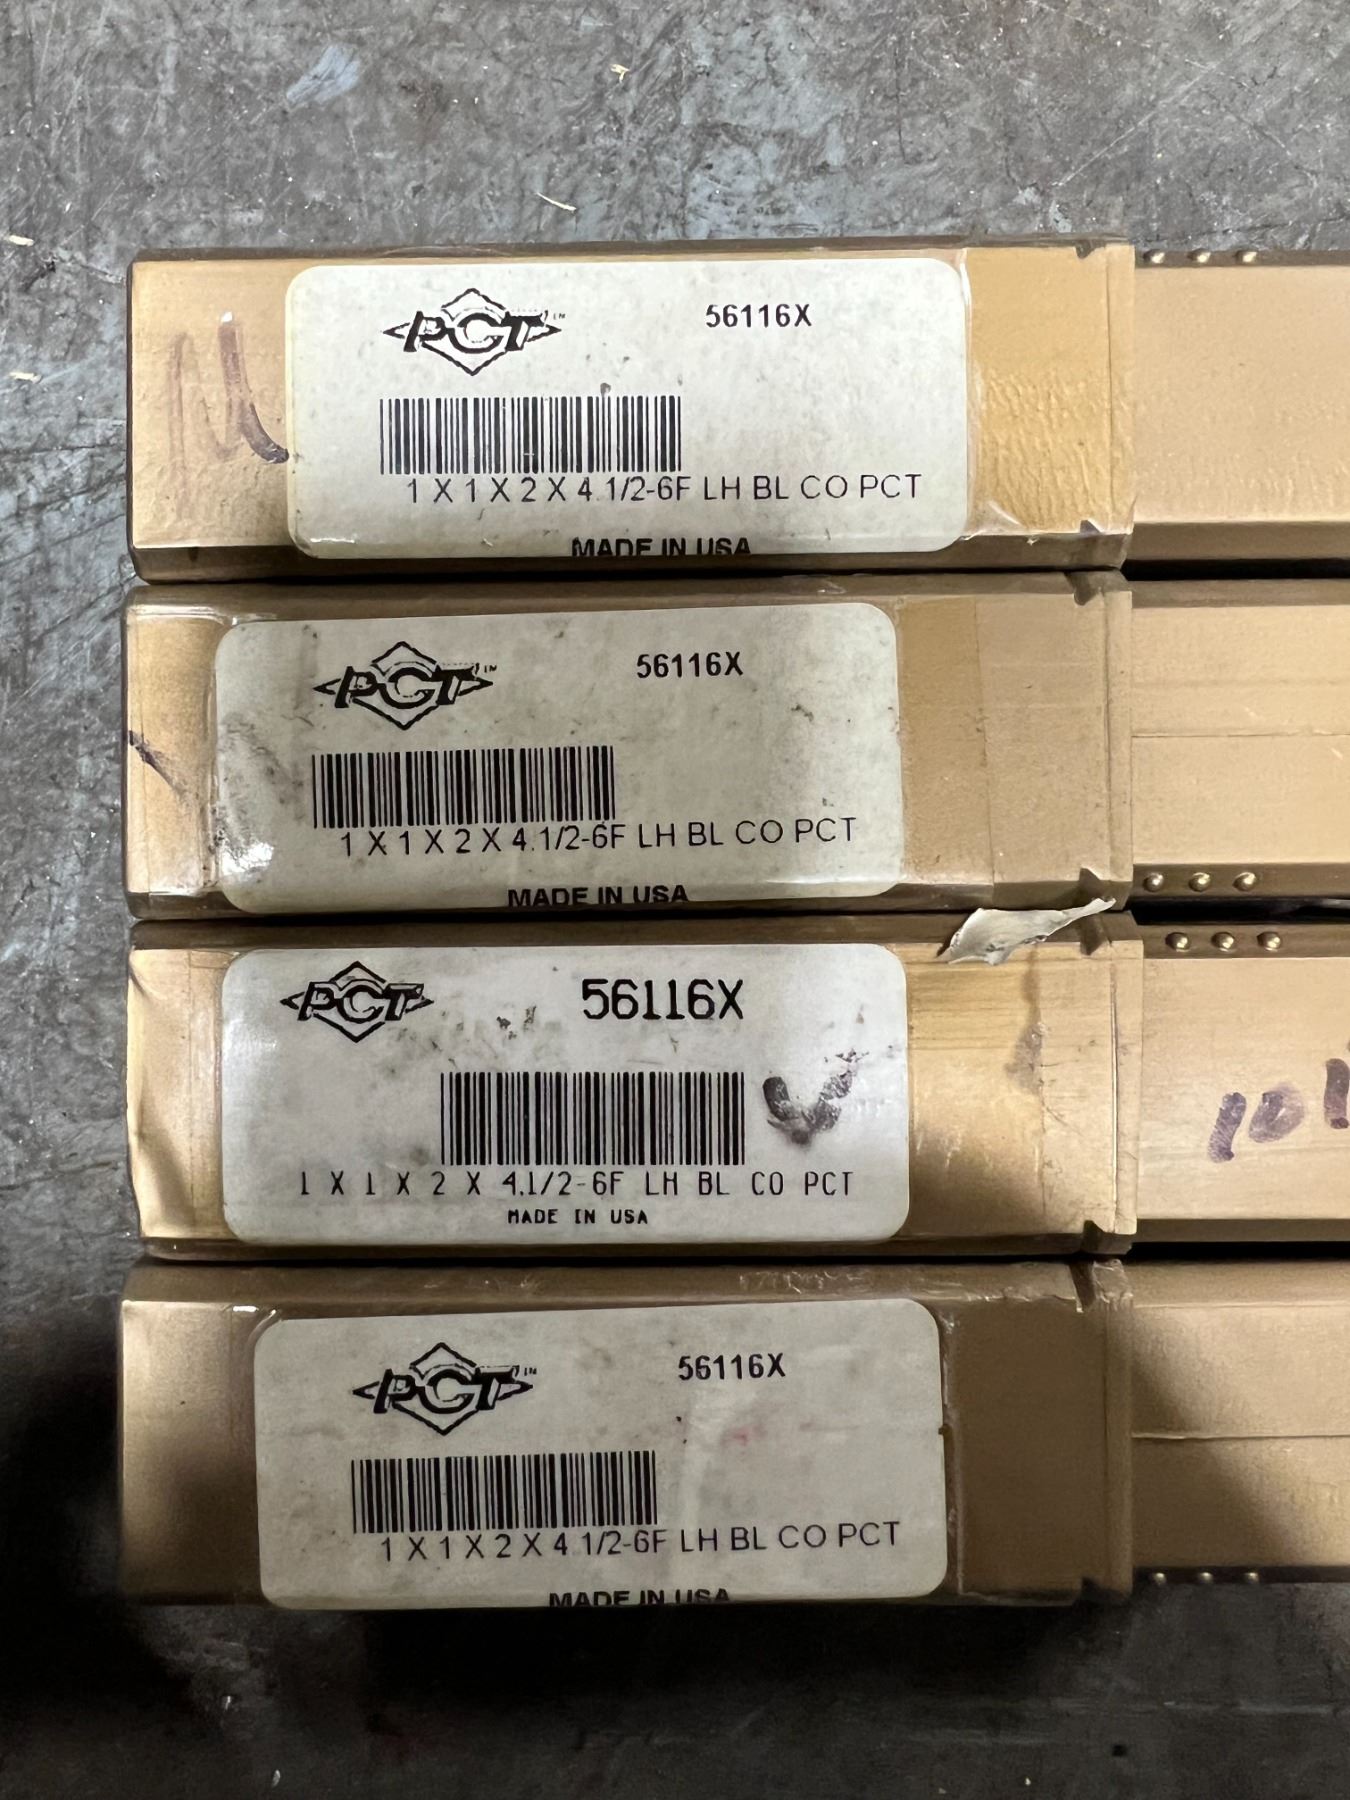 PCT
56116X
1 X 1 X 2 X 4.1/2-6F LH BL CO PCT
MADE IN USA
PCT
56116X
1 X 1 X 2 X 4.1/2-6F LH BL CO PCT
MADE IN USA
PCT
56116X
1 X 1 X 2 X 4.1/2-6F LH BL CO PCT
MADE IN USA
PCT
56116X
1 X 1 X 2 X 4 1/2-6F LH BL CO PCT
MADE IN USA